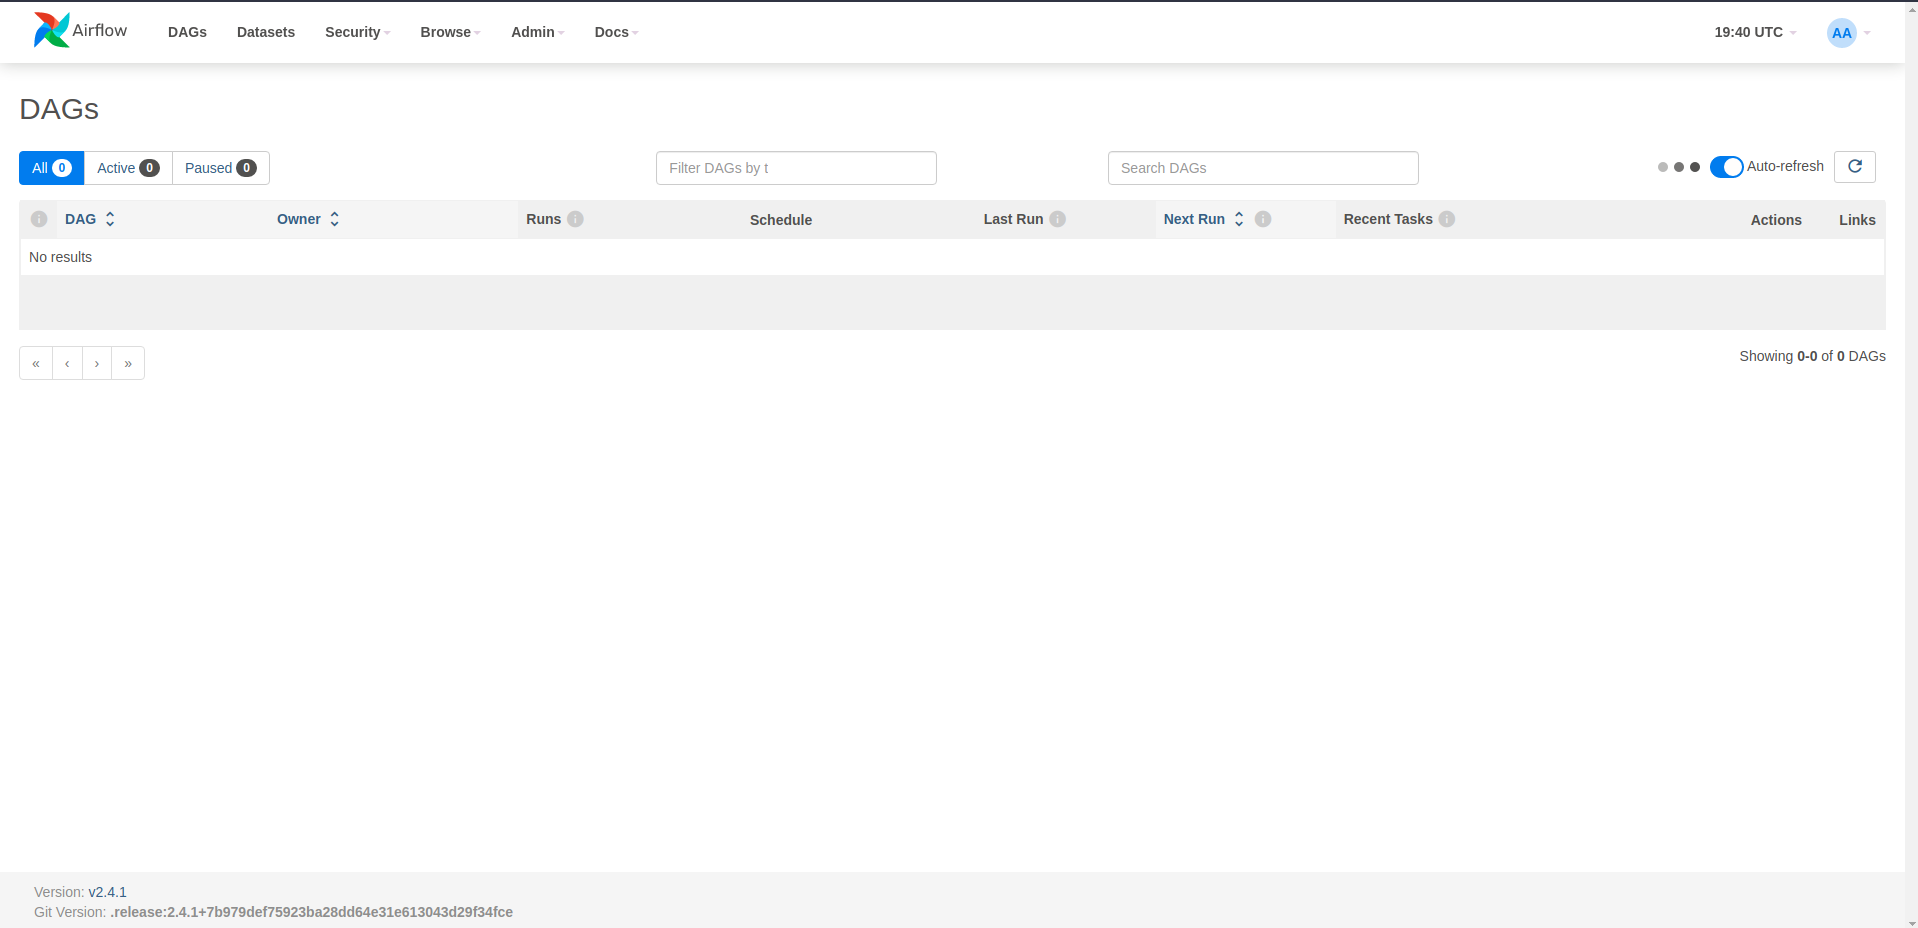 Airflow DAGs Datasets Security Browse Admin Docs 19:40 UTC AA
DAGs
All 0 Active 0 Paused 0 Filter DAGs by t Search DAGs Auto-refresh
DAG Owner Runs Schedule Last Run Next Run Recent Tasks Actions Links
No results
« ‹ › » Showing 0-0 of 0 DAGs
Version: v2.4.1
Git Version: .release:2.4.1+7b979def75923ba28dd64e31e613043d29f34fce